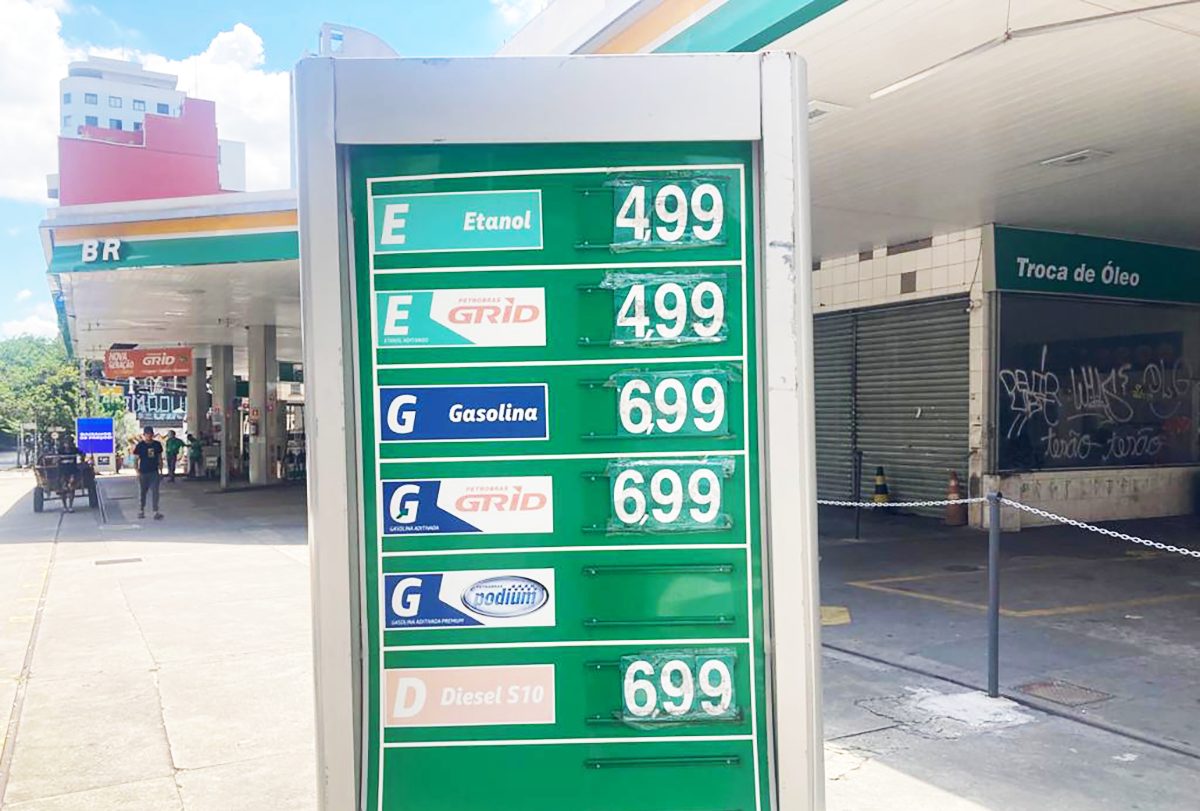 E Etanol 4,99
E PETROBRAS GRID 4,99
ETANOL ADITIVADO
G Gasolina 6,99
G PETROBRAS GRID 6,99
GASOLINA ADITIVADA
G PETROBRAS podium
GASOLINA ADITIVADA PREMIUM
D Diesel S10 6,99
BR
NOVA GERAÇÃO GRID
Troca de Óleo